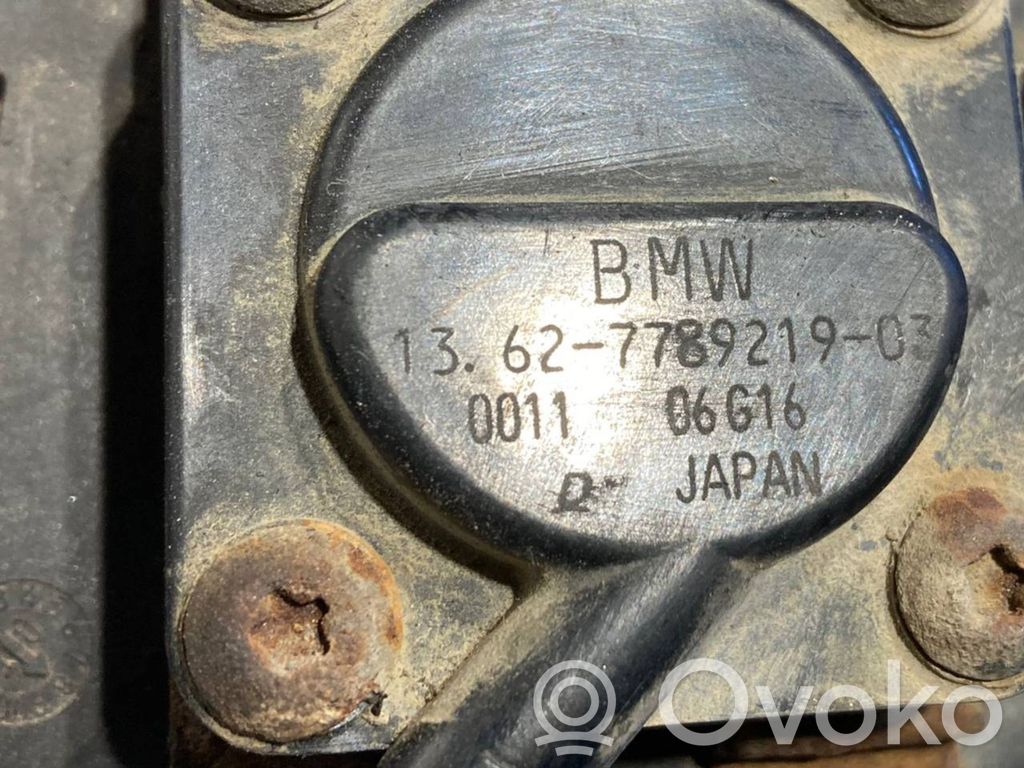 BMW
13.62-7789219-03
0011 06G16
D JAPAN
Ovoko